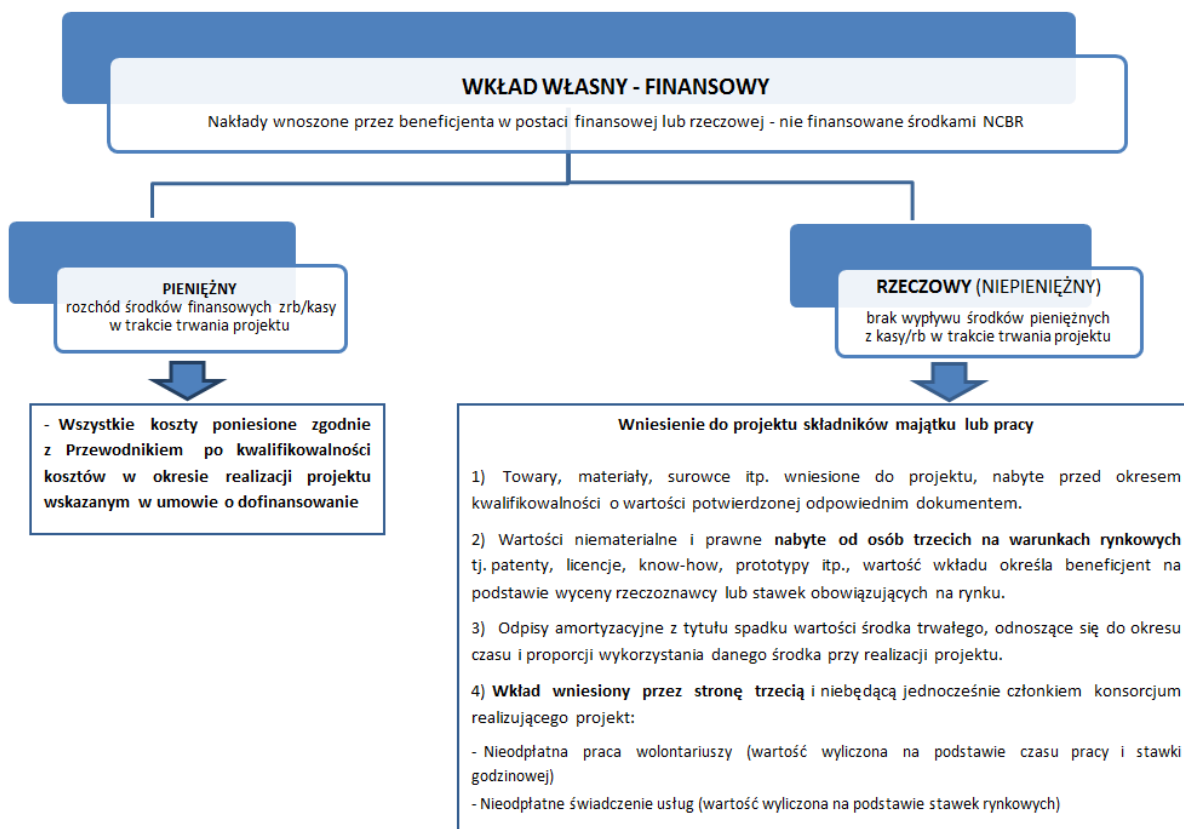 WKŁAD WŁASNY - FINANSOWY
Nakłady wnoszone przez beneficjenta w postaci finansowej lub rzeczowej - nie finansowane środkami NCBR
PIENIĘŻNY
rozchód środków finansowych zrb/kasy
w trakcie trwania projektu
- Wszystkie koszty poniesione zgodnie
z Przewodnikiem po kwalifikowalności
kosztów w okresie realizacji projektu
wskazanym w umowie o dofinansowanie
RZECZOWY (NIEPIENIĘŻNY)
brak wypływu środków pieniężnych
z kasy/rb w trakcie trwania projektu
Wniesienie do projektu składników majątku lub pracy
1) Towary, materiały, surowce itp. wniesione do projektu, nabyte przed okresem
kwalifikowalności o wartości potwierdzonej odpowiednim dokumentem.
2) Wartości niematerialne i prawne nabyte od osób trzecich na warunkach rynkowych
tj. patenty, licencje, know-how, prototypy itp., wartość wkładu określa beneficjent na
podstawie wyceny rzeczoznawcy lub stawek obowiązujących na rynku.
3) Odpisy amortyzacyjne z tytułu spadku wartości środka trwałego, odnoszące się do okresu
czasu i proporcji wykorzystania danego środka przy realizacji projektu.
4) Wkład wniesiony przez stronę trzecią i niebędącą jednocześnie członkiem konsorcjum
realizującego projekt:
- Nieodpłatna praca wolontariuszy (wartość wyliczona na podstawie czasu pracy i stawki
godzinowej)
- Nieodpłatne świadczenie usług (wartość wyliczona na podstawie stawek rynkowych)